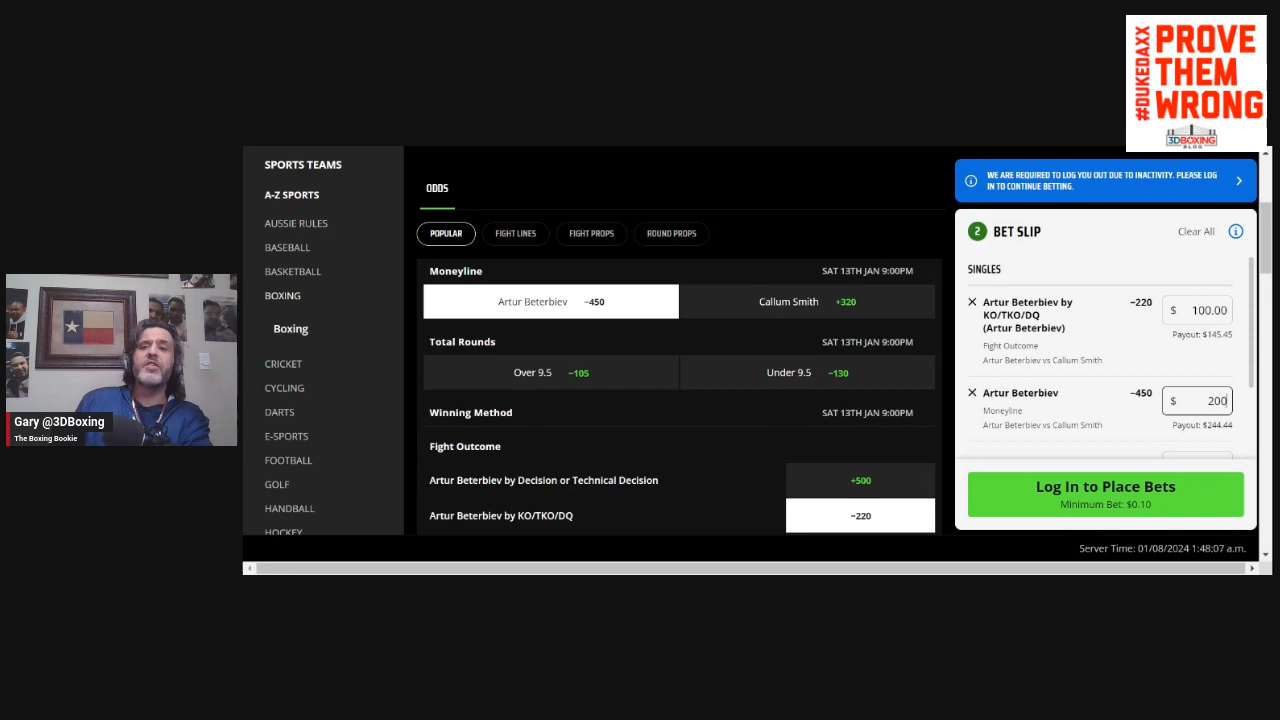 #DUKEDAXX
PROVE
THEM
WRONG
3DBOXING
BLOG
SPORTS TEAMS
A-Z SPORTS
AUSSIE RULES
BASEBALL
BASKETBALL
BOXING
Boxing
CRICKET
CYCLING
DARTS
E-SPORTS
FOOTBALL
GOLF
HANDBALL
HOCKEY
ODDS
POPULAR
FIGHT LINES
FIGHT PROPS
ROUND PROPS
Moneyline
SAT 13TH JAN 9:00PM
Artur Beterbiev −450
Callum Smith +320
Total Rounds
SAT 13TH JAN 9:00PM
Over 9.5 −105
Under 9.5 −130
Winning Method
SAT 13TH JAN 9:00PM
Fight Outcome
Artur Beterbiev by Decision or Technical Decision
+500
Artur Beterbiev by KO/TKO/DQ
−220
WE ARE REQUIRED TO LOG YOU OUT DUE TO INACTIVITY. PLEASE LOG
IN TO CONTINUE BETTING.
2 BET SLIP
Clear All
SINGLES
Artur Beterbiev by −220
KO/TKO/DQ
(Artur Beterbiev)
$ 100.00
Payout: $145.45
Fight Outcome
Artur Beterbiev vs Callum Smith
Artur Beterbiev −450
$ 200
Moneyline
Artur Beterbiev vs Callum Smith
Payout: $244.44
Log In to Place Bets
Minimum Bet: $0.10
Server Time: 01/08/2024 1:48:07 a.m.
Gary @3DBoxing
The Boxing Bookie